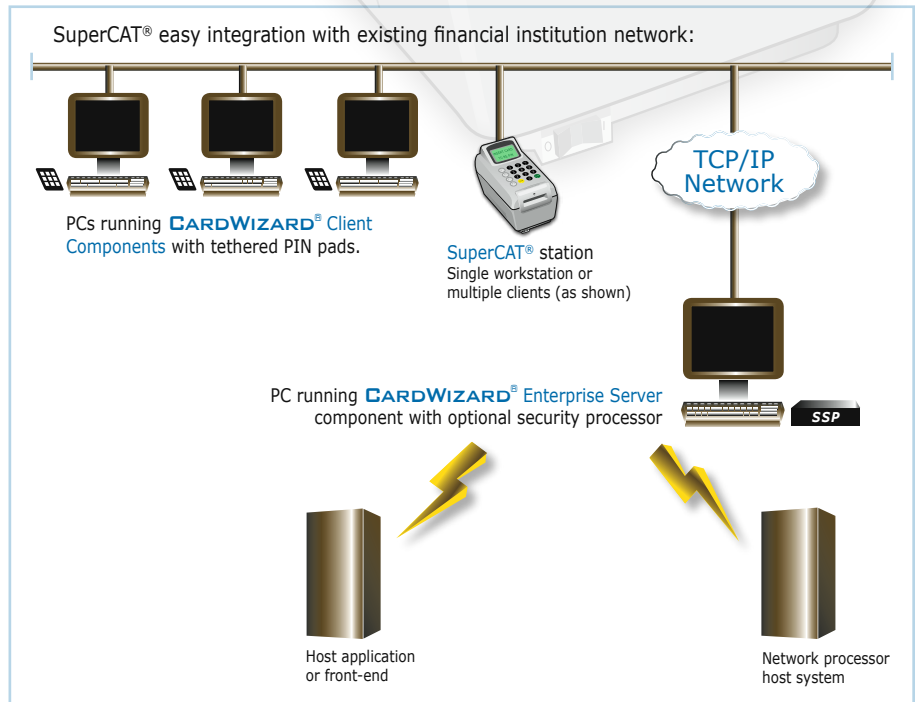 SuperCAT® easy integration with existing financial institution network:
TCP/IP
Network
PCs running CARDWIZARD® Client
Components with tethered PIN pads.
SuperCAT® station
Single workstation or
multiple clients (as shown)
PC running CARDWIZARD® Enterprise Server
component with optional security processor
SSP
Host application
or front-end
Network processor
host system